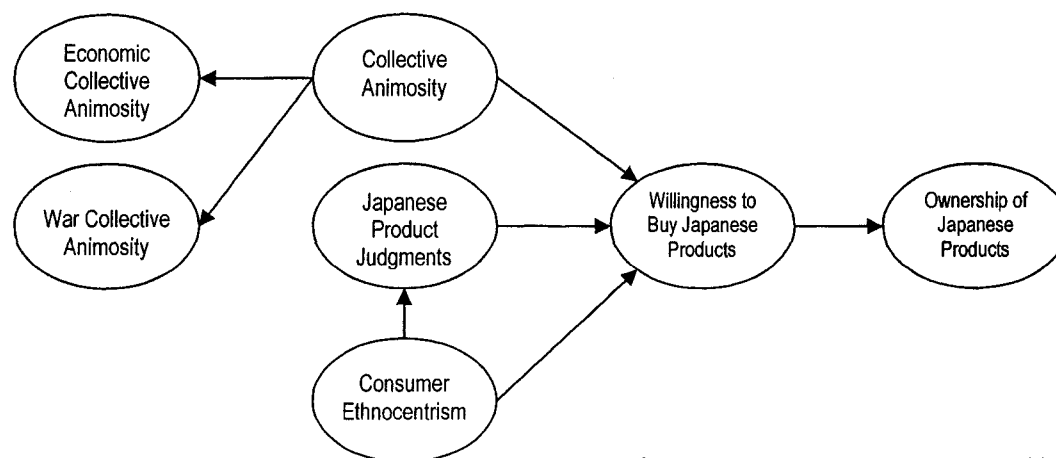 Economic
Collective
Animosity
Collective
Animosity
War Collective
Animosity
Japanese
Product
Judgments
Willingness to
Buy Japanese
Products
Ownership of
Japanese
Products
Consumer
Ethnocentrism